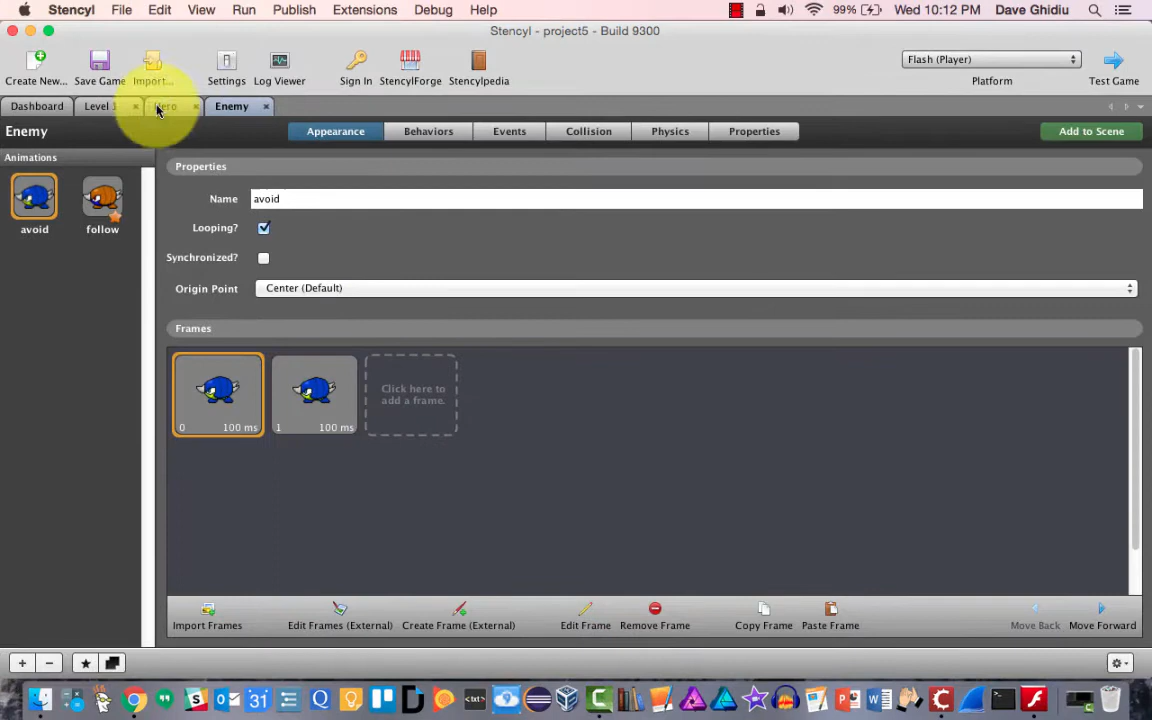 Stencyl File Edit View Run Publish Extensions Debug Help 99% Wed 10:12 PM Dave Ghidiu
Stencyl - project5 - Build 9300
Flash (Player)
Create New... Save Game Import... Settings Log Viewer Sign In StencylForge Stencylpedia Platform Test Game
Dashboard Level Hero Enemy
Enemy Appearance Behaviors Events Collision Physics Properties Add to Scene
Animations
Properties
Name avoid
avoid follow
Looping?
Synchronized?
Origin Point Center (Default)
Frames
Click here to
add a frame.
0 100 ms 1 100 ms
Import Frames Edit Frames (External) Create Frame (External) Edit Frame Remove Frame Copy Frame Paste Frame Move Back Move Forward
31 <txt>